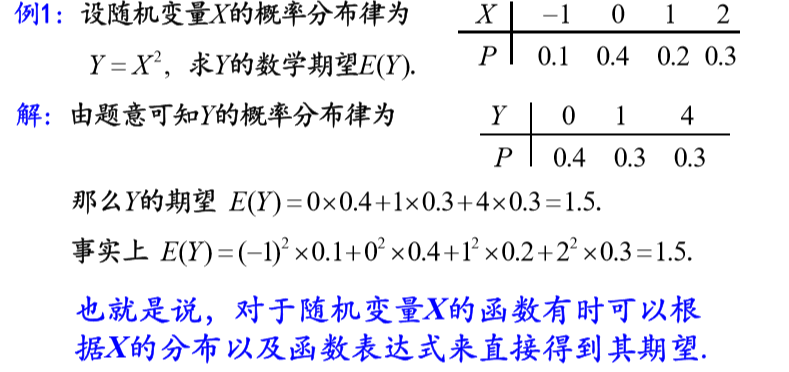 例1：设随机变量X的概率分布律为
X | −1 0 1 2
P | 0.1 0.4 0.2 0.3
Y = X²，求Y的数学期望E(Y).
解：由题意可知Y的概率分布律为
Y | 0 1 4
P | 0.4 0.3 0.3
那么Y的期望 E(Y)=0×0.4+1×0.3+4×0.3=1.5.
事实上 E(Y)=(−1)²×0.1+0²×0.4+1²×0.2+2²×0.3=1.5.
也就是说，对于随机变量X的函数有时可以根
据X的分布以及函数表达式来直接得到其期望.